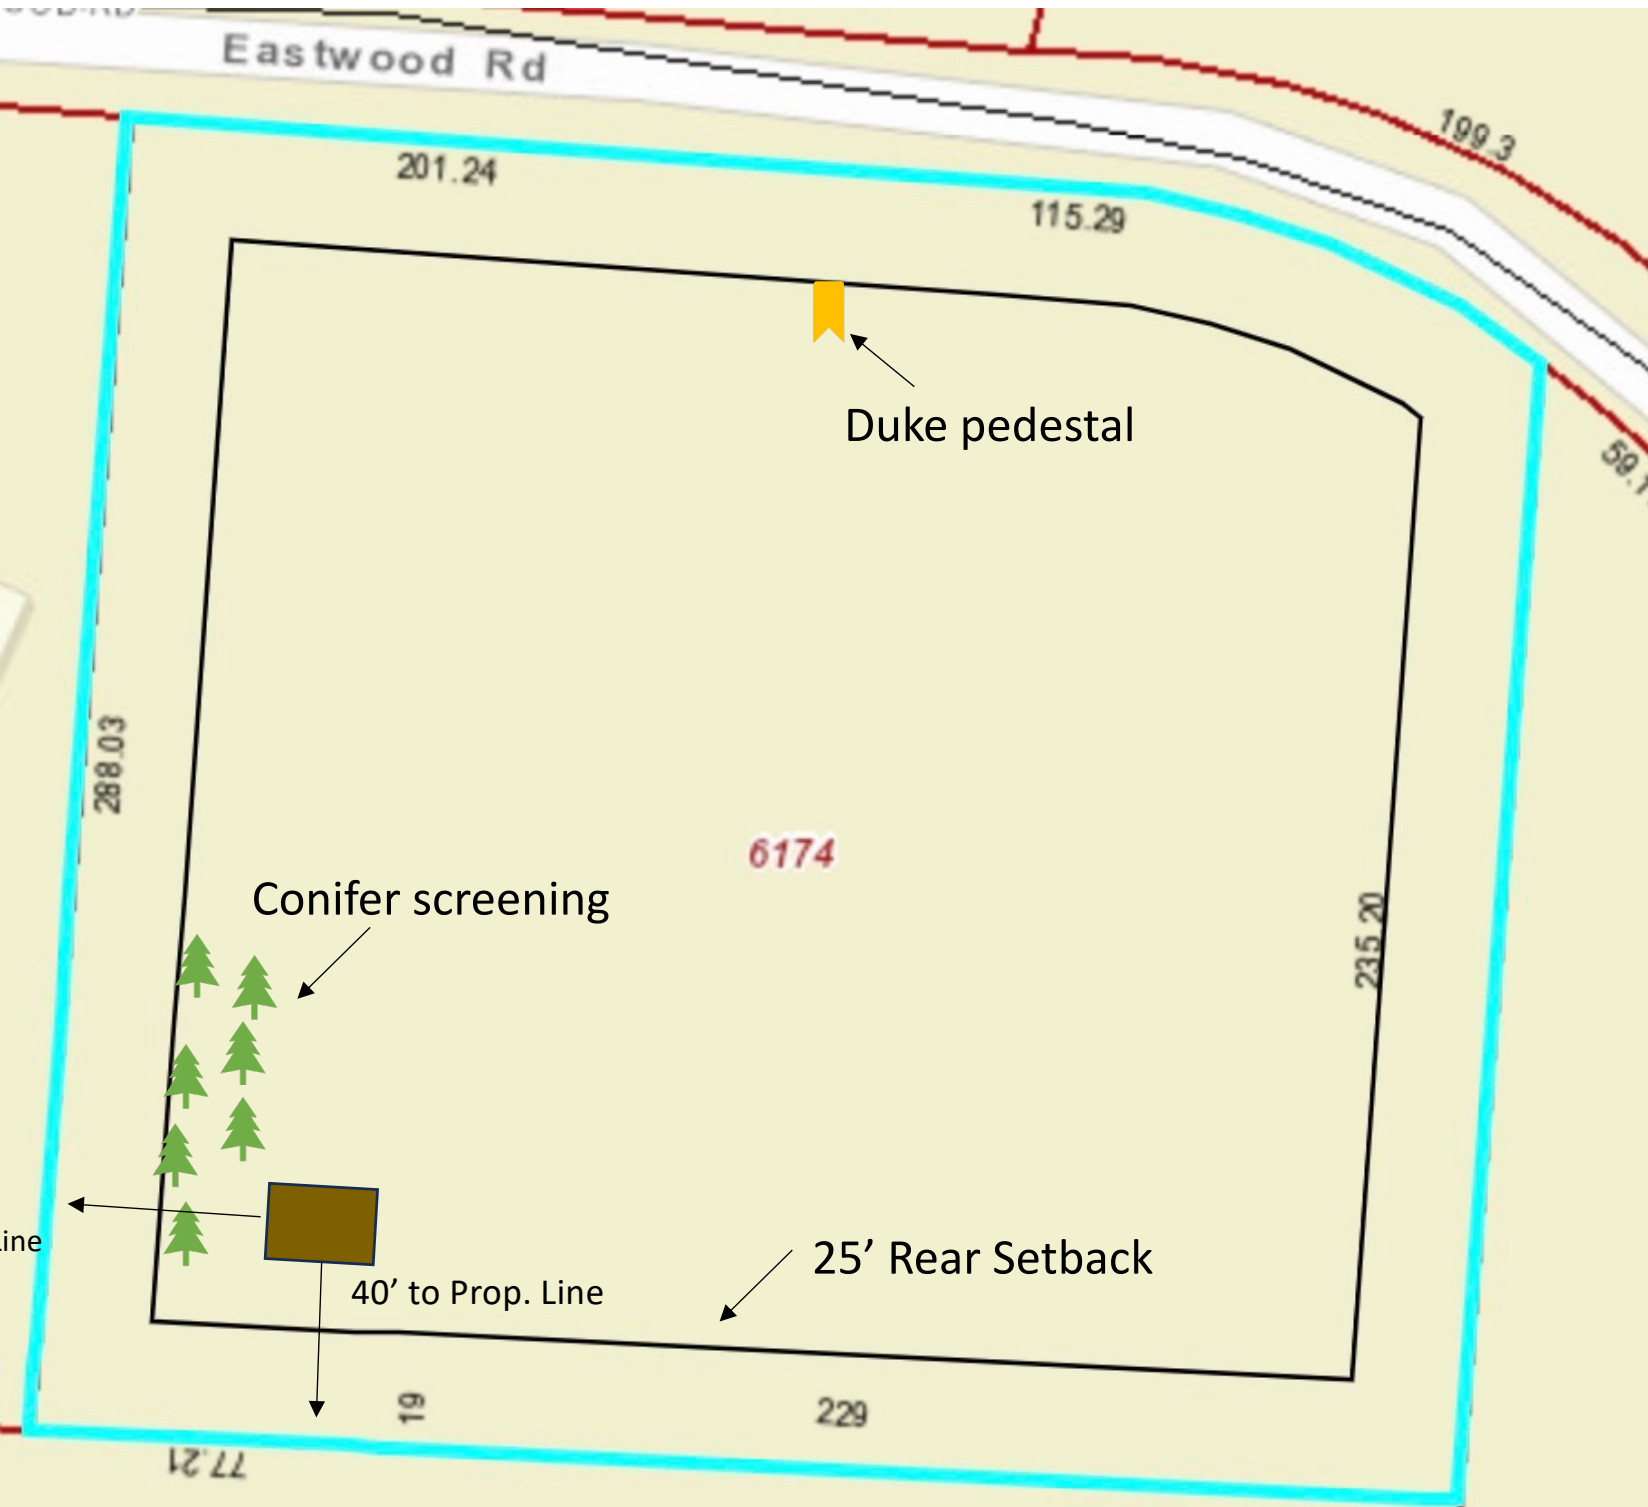 Eastwood Rd
199.3
201.24
115.29
59.1
Duke pedestal
288.03
6174
Conifer screening
235.20
Line
25’ Rear Setback
40’ to Prop. Line
19
229
77.21